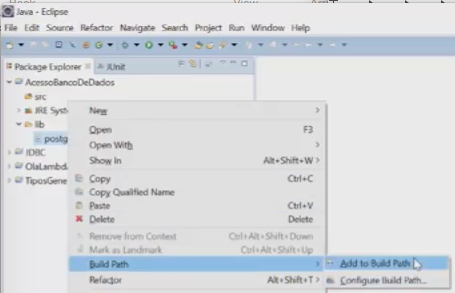 Java - Eclipse
File Edit Source Refactor Navigate Search Project Run Window Help
Package Explorer JUnit
AcessoBancoDeDados
src
JRE Syst
lib
postg
JDBC
OlaLambd
TiposGene
New
Open F3
Open With
Show In Alt+Shift+W
Copy Ctrl+C
Copy Qualified Name
Paste Ctrl+V
Delete Delete
Remove from Context Ctrl+Alt+Shift+Down
Mark as Landmark Ctrl+Alt+Shift+Up
Build Path
Add to Build Path
Refactor Alt+Shift+T
Configure Build Path...